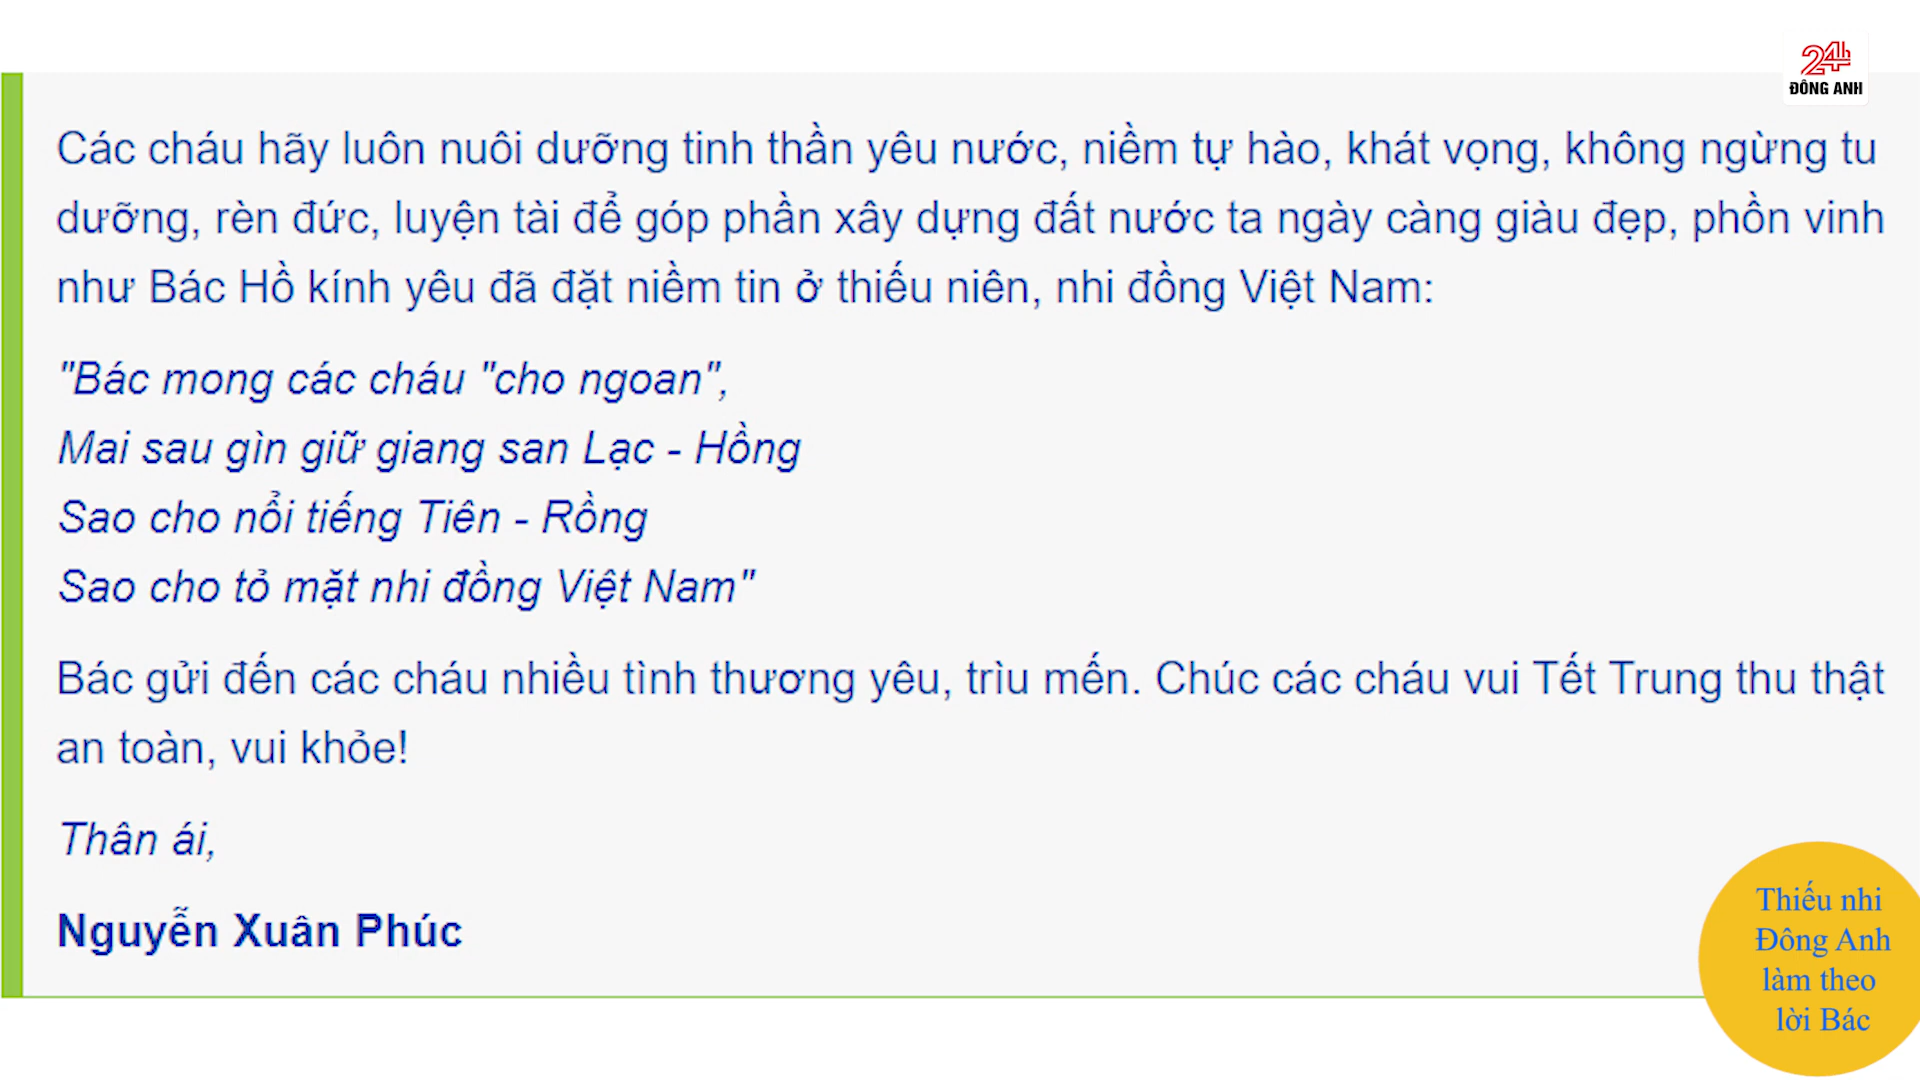 24h
ĐÔNG ANH
Các cháu hãy luôn nuôi dưỡng tinh thần yêu nước, niềm tự hào, khát vọng, không ngừng tu
dưỡng, rèn đức, luyện tài để góp phần xây dựng đất nước ta ngày càng giàu đẹp, phồn vinh
như Bác Hồ kính yêu đã đặt niềm tin ở thiếu niên, nhi đồng Việt Nam:
"Bác mong các cháu "cho ngoan",
Mai sau gìn giữ giang san Lạc - Hồng
Sao cho nổi tiếng Tiên - Rồng
Sao cho tỏ mặt nhi đồng Việt Nam"
Bác gửi đến các cháu nhiều tình thương yêu, trìu mến. Chúc các cháu vui Tết Trung thu thật
an toàn, vui khỏe!
Thân ái,
Nguyễn Xuân Phúc
Thiếu nhi
Đông Anh
làm theo
lời Bác